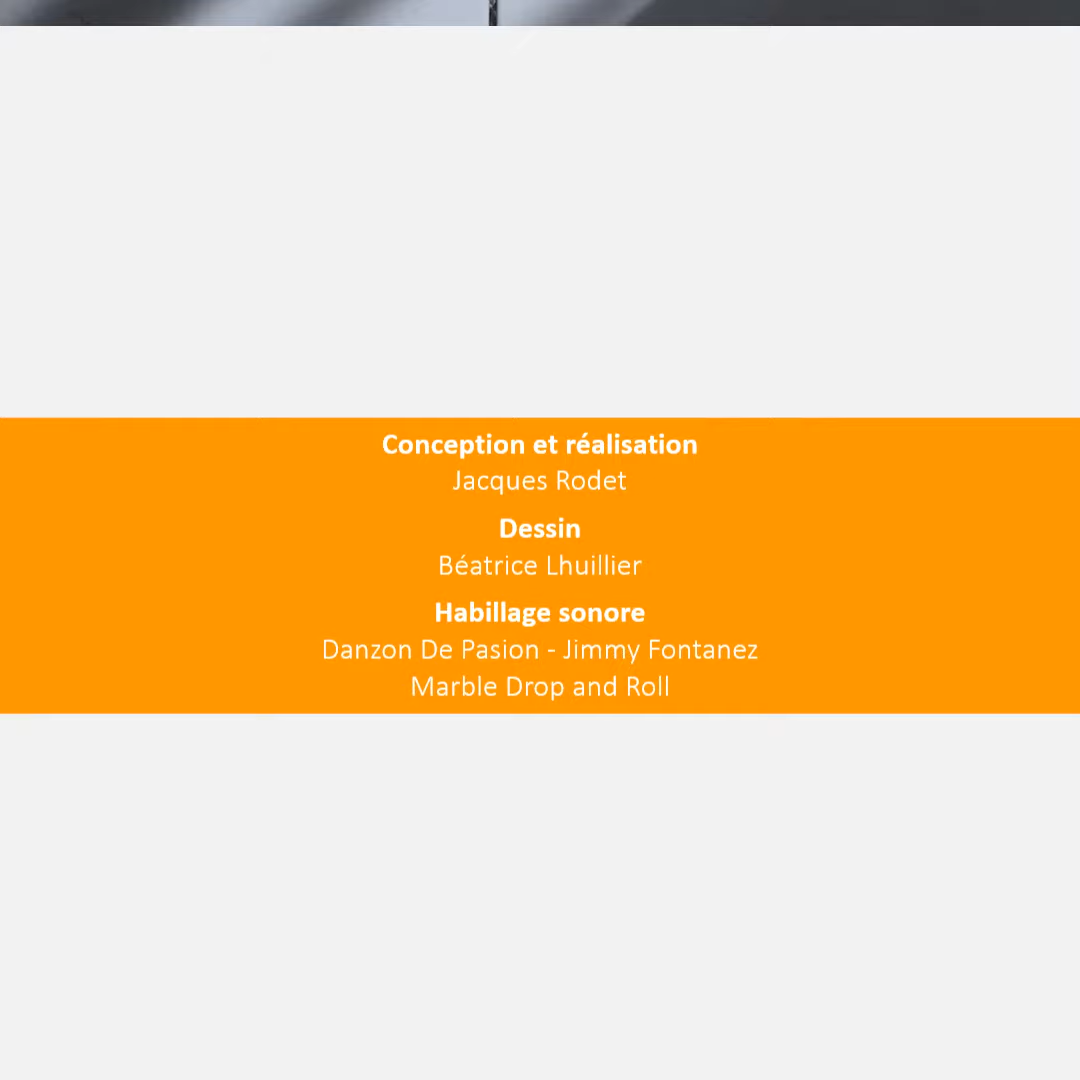 Conception et réalisation
Jacques Rodet
Dessin
Béatrice Lhuillier
Habillage sonore
Danzon De Pasion - Jimmy Fontanez
Marble Drop and Roll